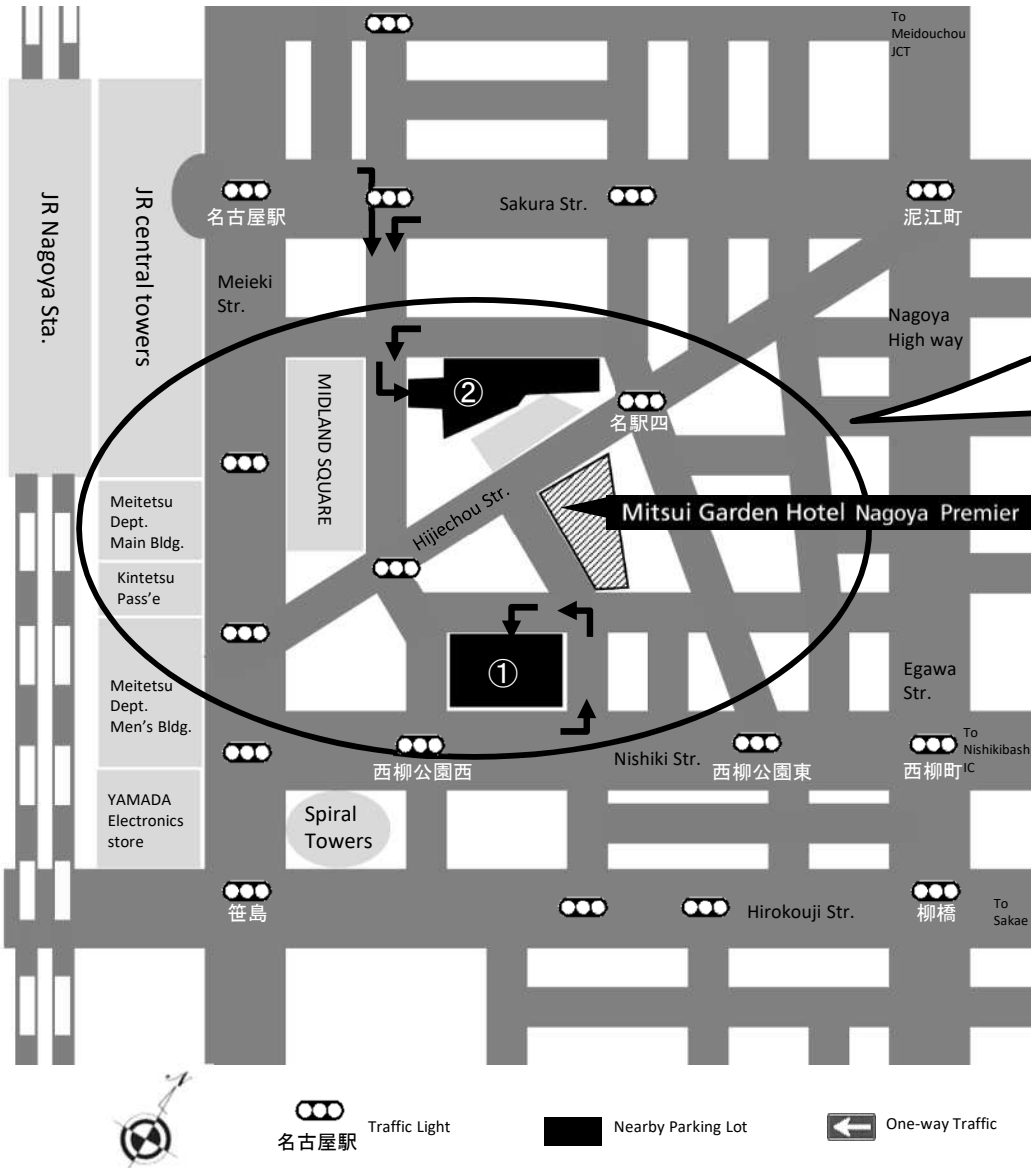 To
Meidouchou
JCT
名古屋駅
Sakura Str.
泥江町
JR Nagoya Sta.
JR central towers
Meieki
Str.
Nagoya
High way
MIDLAND SQUARE
②
名駅四
Hijiechou Str.
Mitsui Garden Hotel Nagoya Premier
Meitetsu
Dept.
Main Bldg.
Kintetsu
Pass'e
Meitetsu
Dept.
Men's Bldg.
①
Egawa
Str.
西柳公園西
Nishiki Str.
西柳公園東
西柳町
To
Nishikibash
IC
YAMADA
Electronics
store
Spiral
Towers
笹島
Hirokouji Str.
柳橋
To
Sakae
N
名古屋駅
Traffic Light
Nearby Parking Lot
One-way Traffic